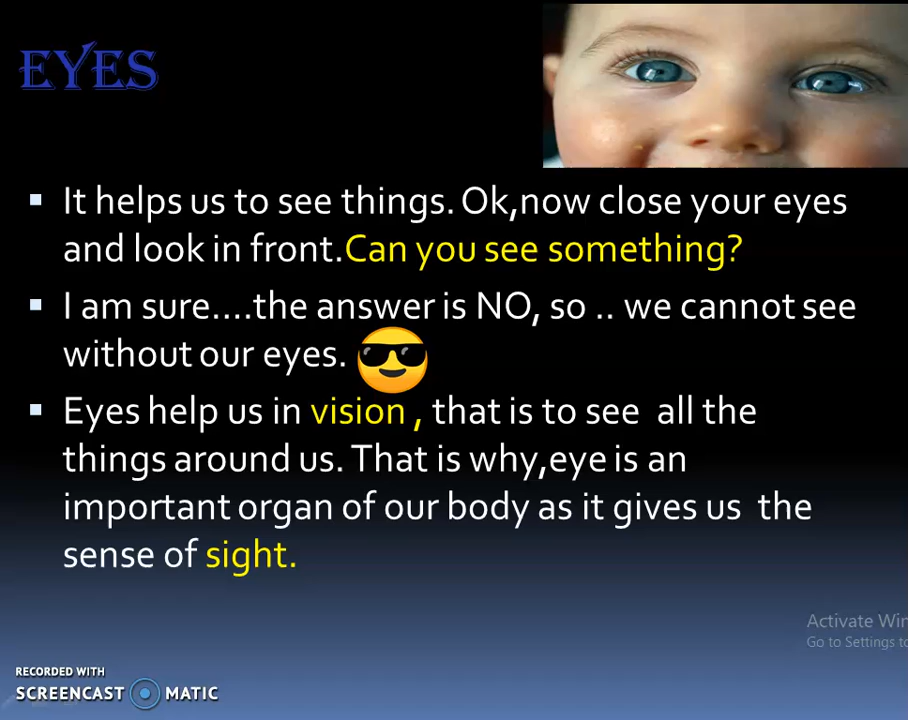 EYES
It helps us to see things. Ok,now close your eyes
and look in front.Can you see something?
I am sure....the answer is NO, so .. we cannot see
without our eyes.
Eyes help us in vision , that is to see all the
things around us. That is why,eye is an
important organ of our body as it gives us the
sense of sight.
Activate Win
Go to Settings to
RECORDED WITH
SCREENCAST MATIC